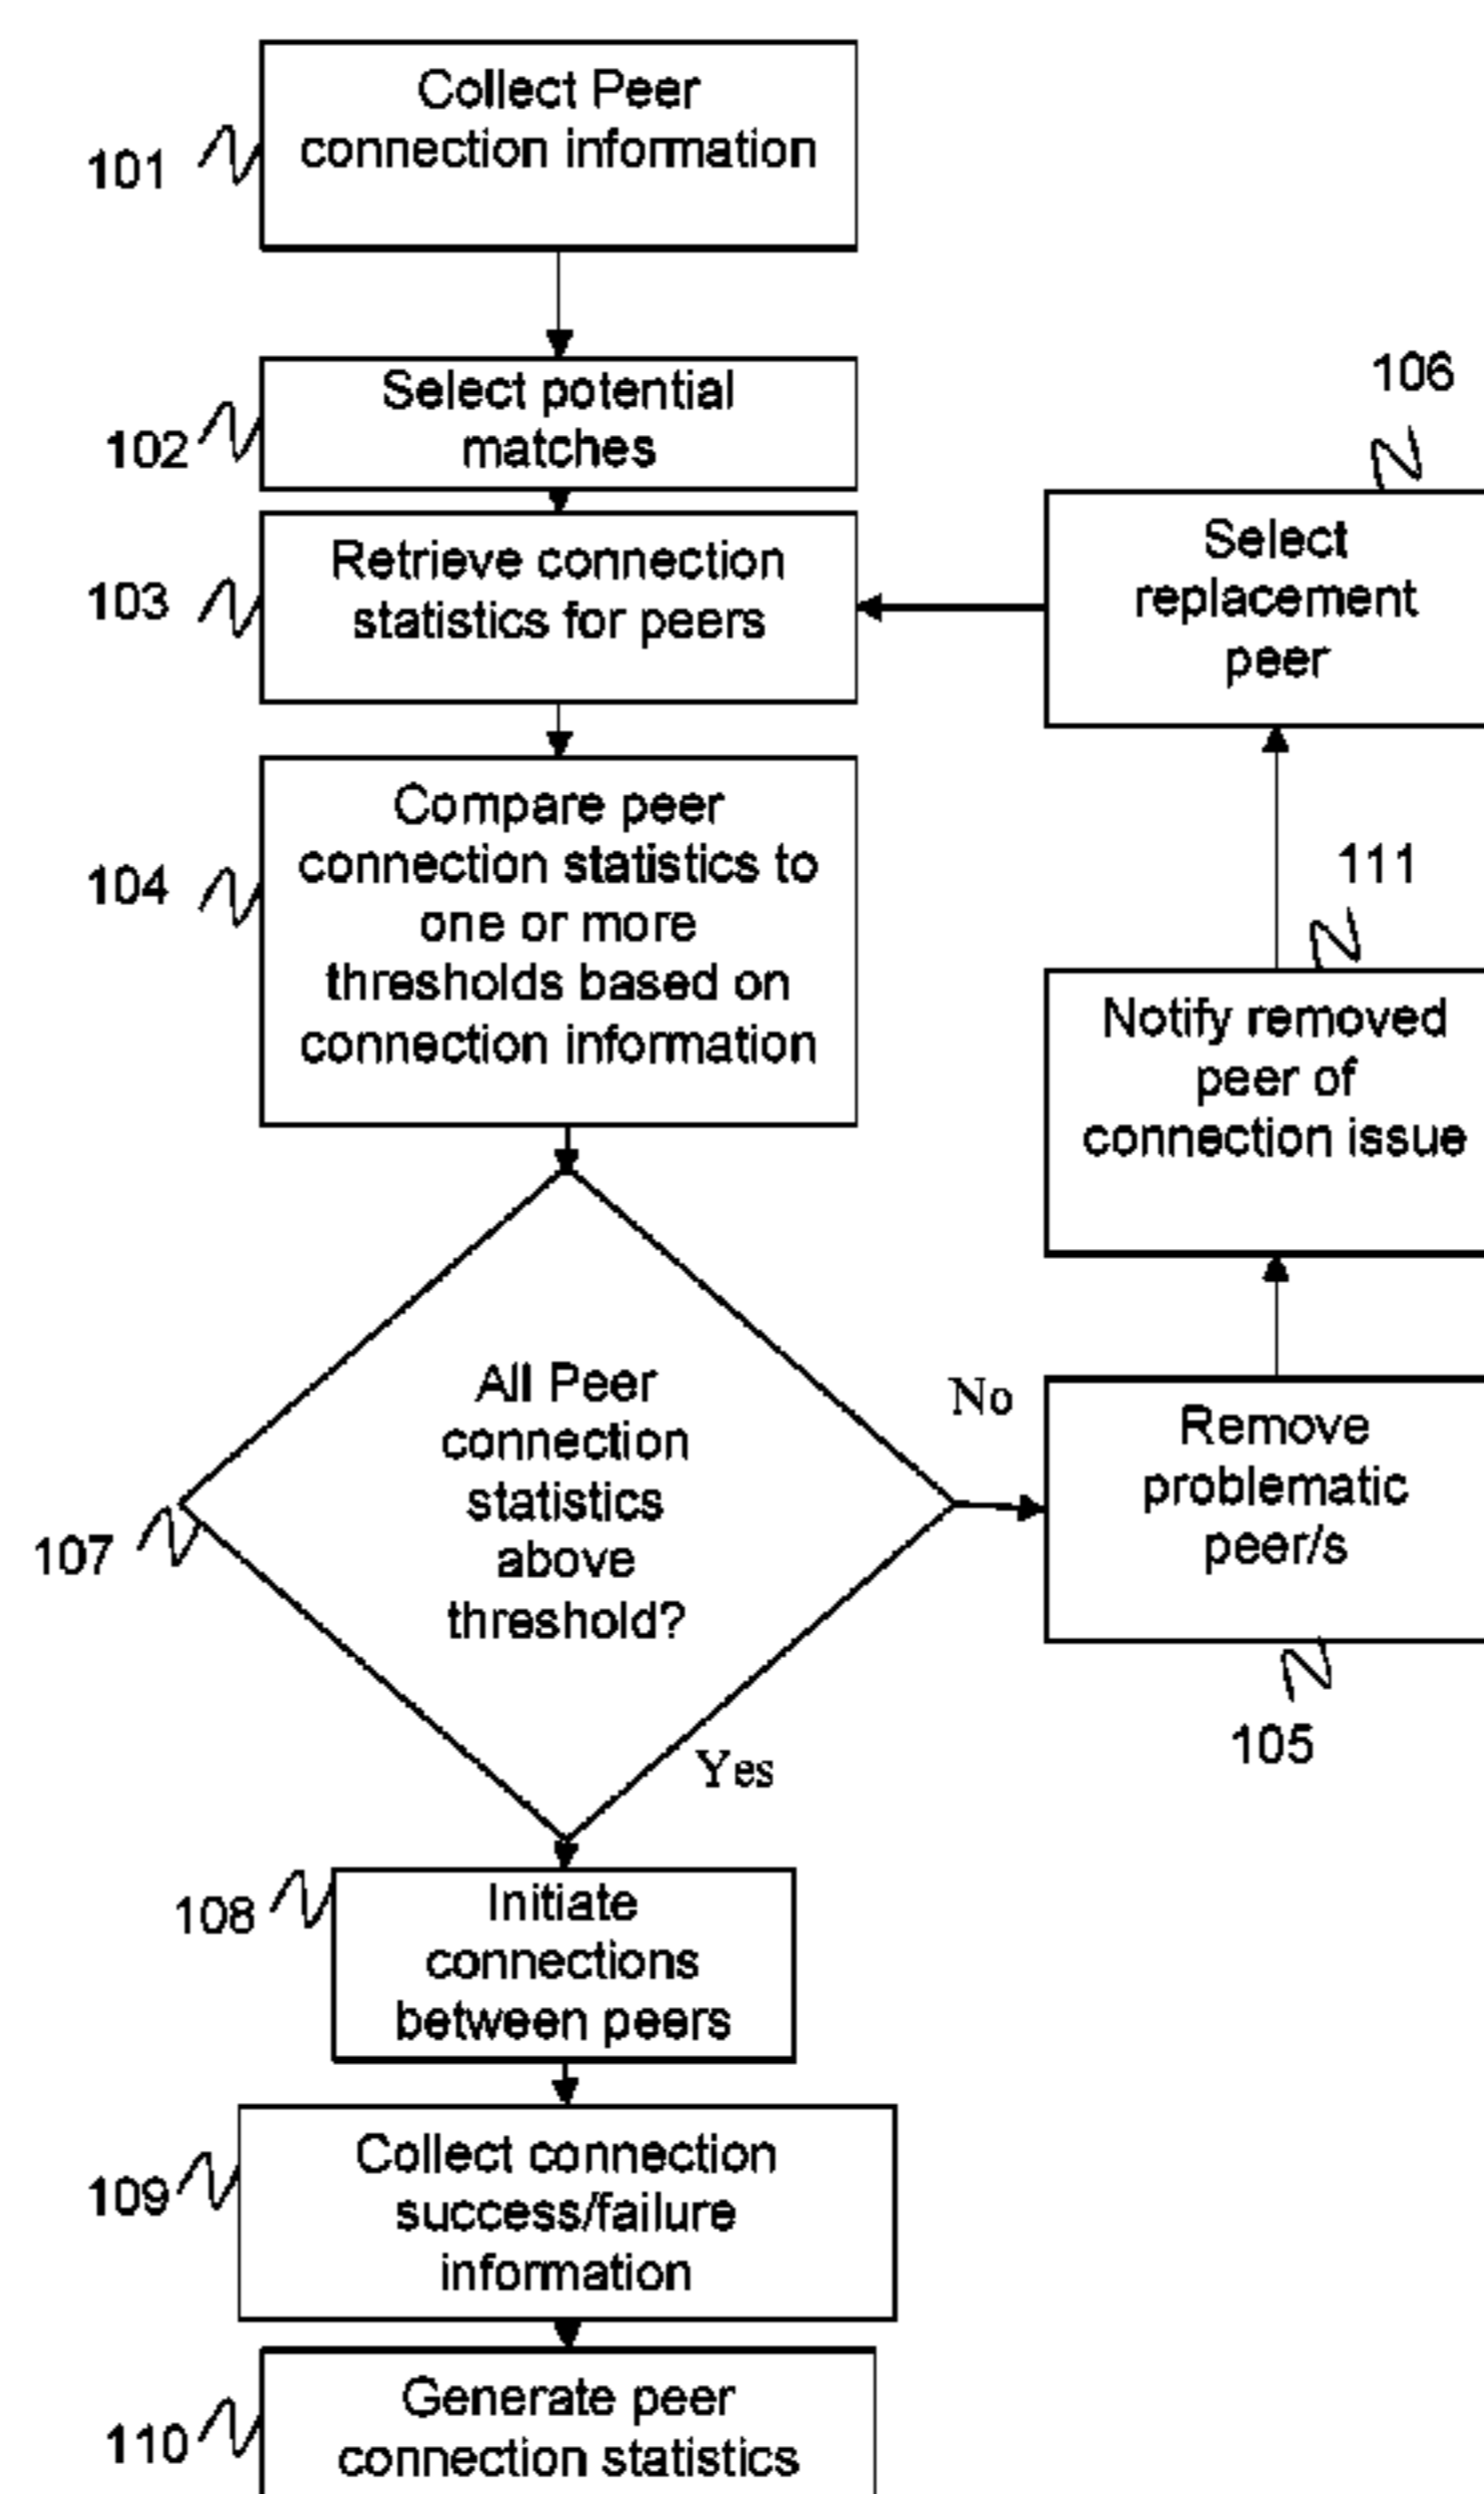 Collect Peer
connection information
101
Select potential
matches
102
106
Retrieve connection
statistics for peers
103
Select
replacement
peer
Compare peer
connection statistics to
one or more
thresholds based on
connection information
104
111
Notify removed
peer of
connection issue
All Peer
connection
statistics
above
threshold?
107
No
Yes
Remove
problematic
peer/s
105
108
Initiate
connections
between peers
109
Collect connection
success/failure
information
110
Generate peer
connection statistics